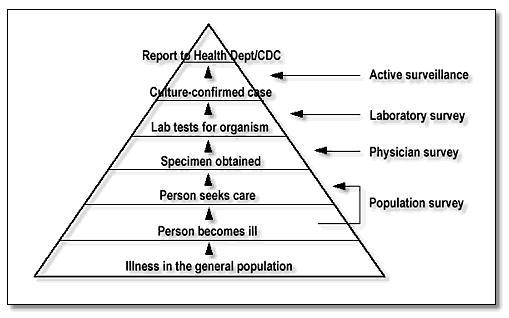 Report to Health Dept/CDC
Active surveillance
Culture-confirmed case
Laboratory survey
Lab tests for organism
Physician survey
Specimen obtained
Person seeks care
Population survey
Person becomes ill
Illness in the general population